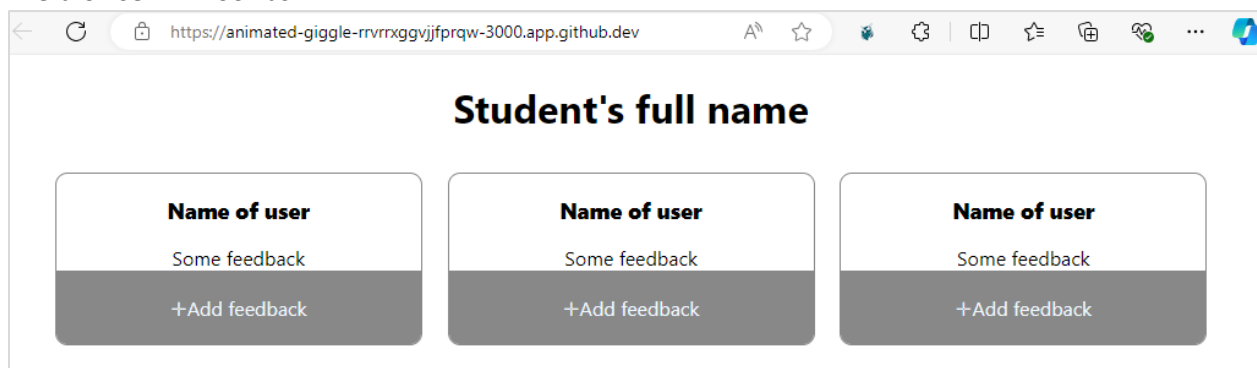 https://animated-giggle-rrvrrxggvjjfprqw-3000.app.github.dev
Student's full name
Name of user Name of user Name of user
Some feedback Some feedback Some feedback
+Add feedback +Add feedback +Add feedback